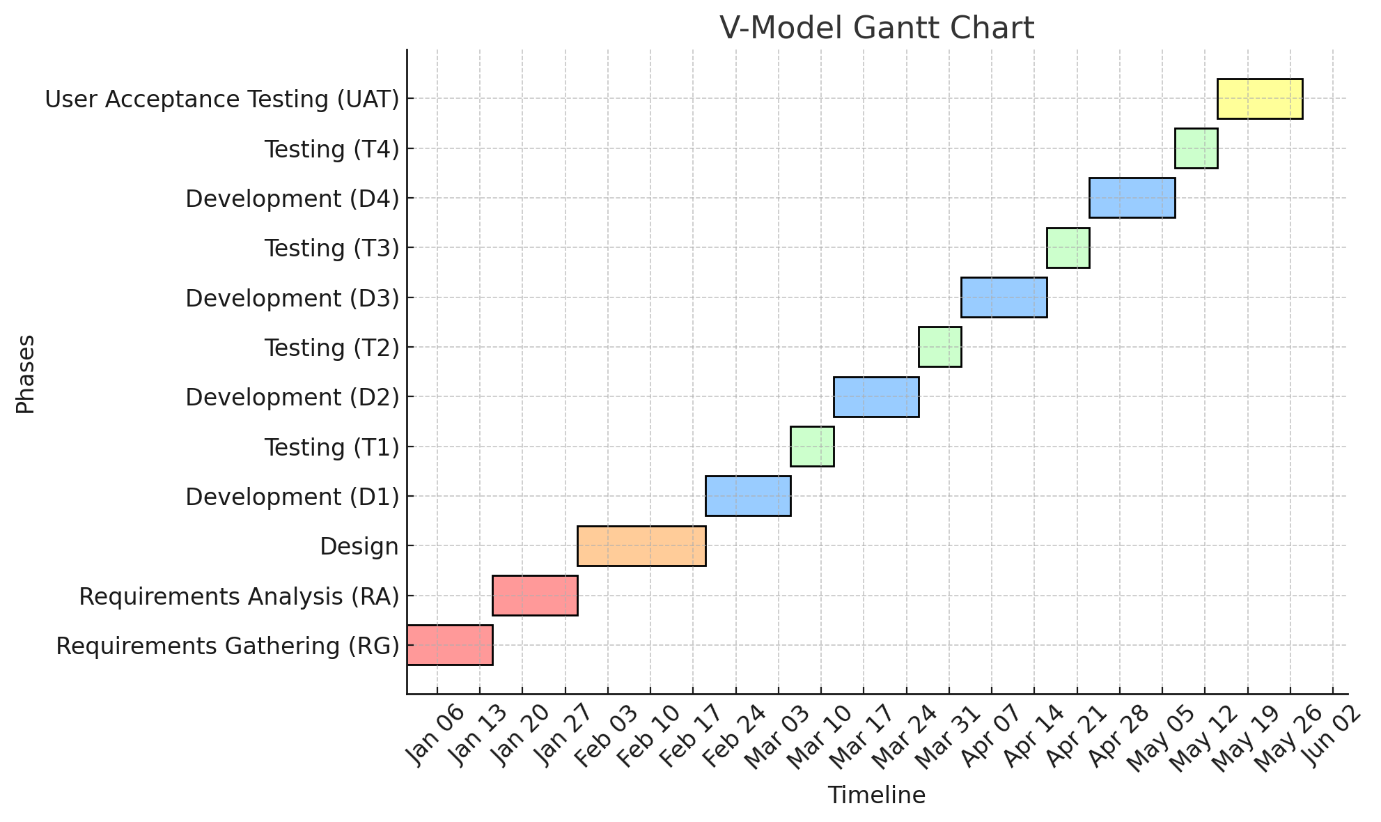 V-Model Gantt Chart
User Acceptance Testing (UAT)
Testing (T4)
Development (D4)
Testing (T3)
Development (D3)
Testing (T2)
Development (D2)
Testing (T1)
Development (D1)
Design
Requirements Analysis (RA)
Requirements Gathering (RG)
Phases
Jan 06
Jan 13
Jan 20
Jan 27
Feb 03
Feb 10
Feb 17
Feb 24
Mar 03
Mar 10
Mar 17
Mar 24
Mar 31
Apr 07
Apr 14
Apr 21
Apr 28
May 05
May 12
May 19
May 26
Jun 02
Timeline